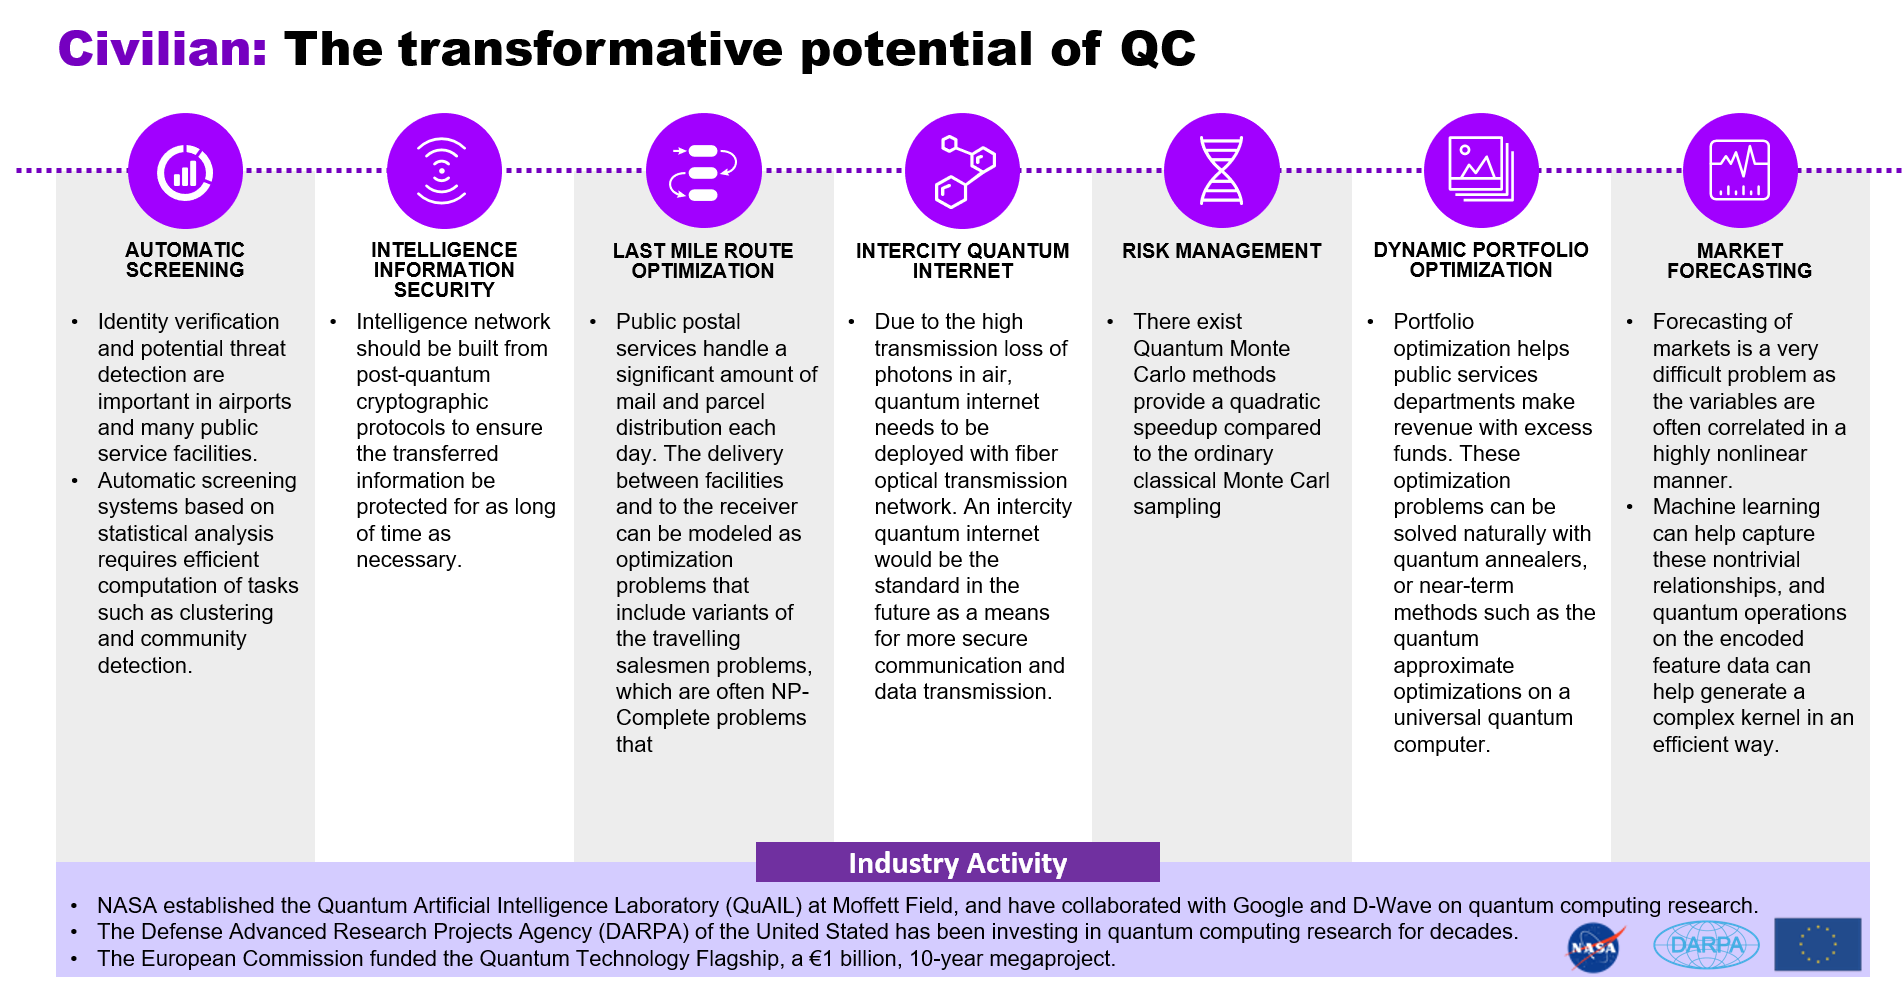 Civilian: The transformative potential of QC
AUTOMATIC
SCREENING
• Identity verification
and potential threat
detection are
important in airports
and many public
service facilities.
• Automatic screening
systems based on
statistical analysis
requires efficient
computation of tasks
such as clustering
and community
detection.
INTELLIGENCE
INFORMATION
SECURITY
• Intelligence network
should be built from
post-quantum
cryptographic
protocols to ensure
the transferred
information be
protected for as long
of time as
necessary.
LAST MILE ROUTE
OPTIMIZATION
• Public postal
services handle a
significant amount of
mail and parcel
distribution each
day. The delivery
between facilities
and to the receiver
can be modeled as
optimization
problems that
include variants of
the travelling
salesmen problems,
which are often NP-
Complete problems
that
INTERCITY QUANTUM
INTERNET
• Due to the high
transmission loss of
photons in air,
quantum internet
needs to be
deployed with fiber
optical transmission
network. An intercity
quantum internet
would be the
standard in the
future as a means
for more secure
communication and
data transmission.
RISK MANAGEMENT
• There exist
Quantum Monte
Carlo methods
provide a quadratic
speedup compared
to the ordinary
classical Monte Carl
sampling
DYNAMIC PORTFOLIO
OPTIMIZATION
• Portfolio
optimization helps
public services
departments make
revenue with excess
funds. These
optimization
problems can be
solved naturally with
quantum annealers,
or near-term
methods such as the
quantum
approximate
optimizations on a
universal quantum
computer.
MARKET
FORECASTING
• Forecasting of
markets is a very
difficult problem as
the variables are
often correlated in a
highly nonlinear
manner.
• Machine learning
can help capture
these nontrivial
relationships, and
quantum operations
on the encoded
feature data can
help generate a
complex kernel in an
efficient way.
Industry Activity
• NASA established the Quantum Artificial Intelligence Laboratory (QuAIL) at Moffett Field, and have collaborated with Google and D-Wave on quantum computing research.
• The Defense Advanced Research Projects Agency (DARPA) of the United Stated has been investing in quantum computing research for decades.
• The European Commission funded the Quantum Technology Flagship, a €1 billion, 10-year megaproject.
NASA
DARPA